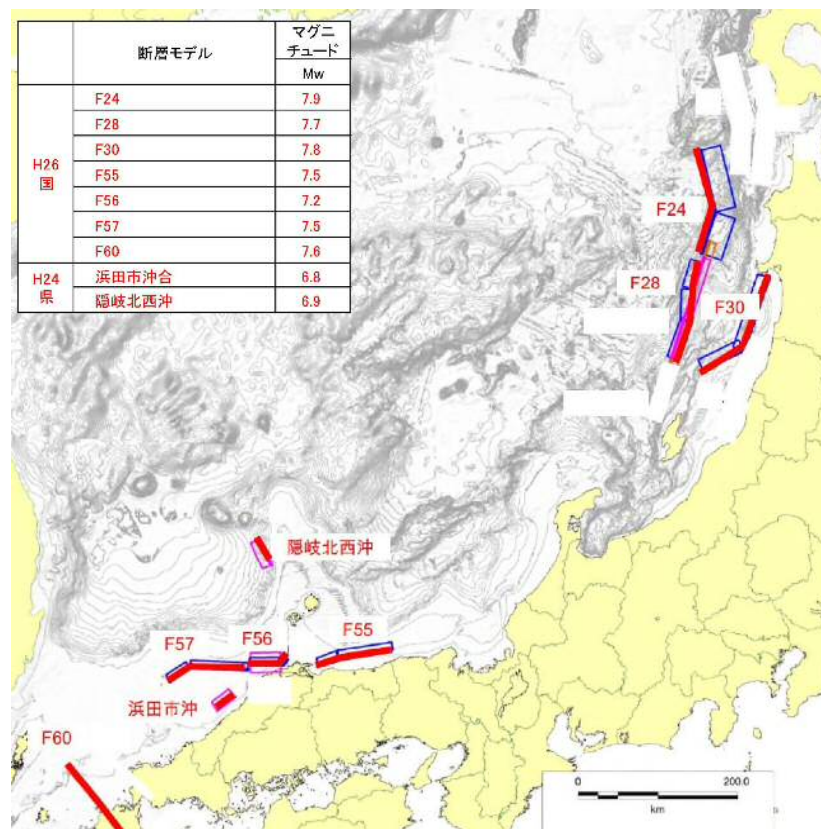 断層モデル
マグニ
チュード
Mw
H26
国
F24 7.9
F28 7.7
F30 7.8
F55 7.5
F56 7.2
F57 7.5
F60 7.6
H24
県
浜田市沖合 6.8
隠岐北西沖 6.9
F24
F28
F30
隠岐北西沖
F57
F56
F55
浜田市沖
F60
0 200.0
km